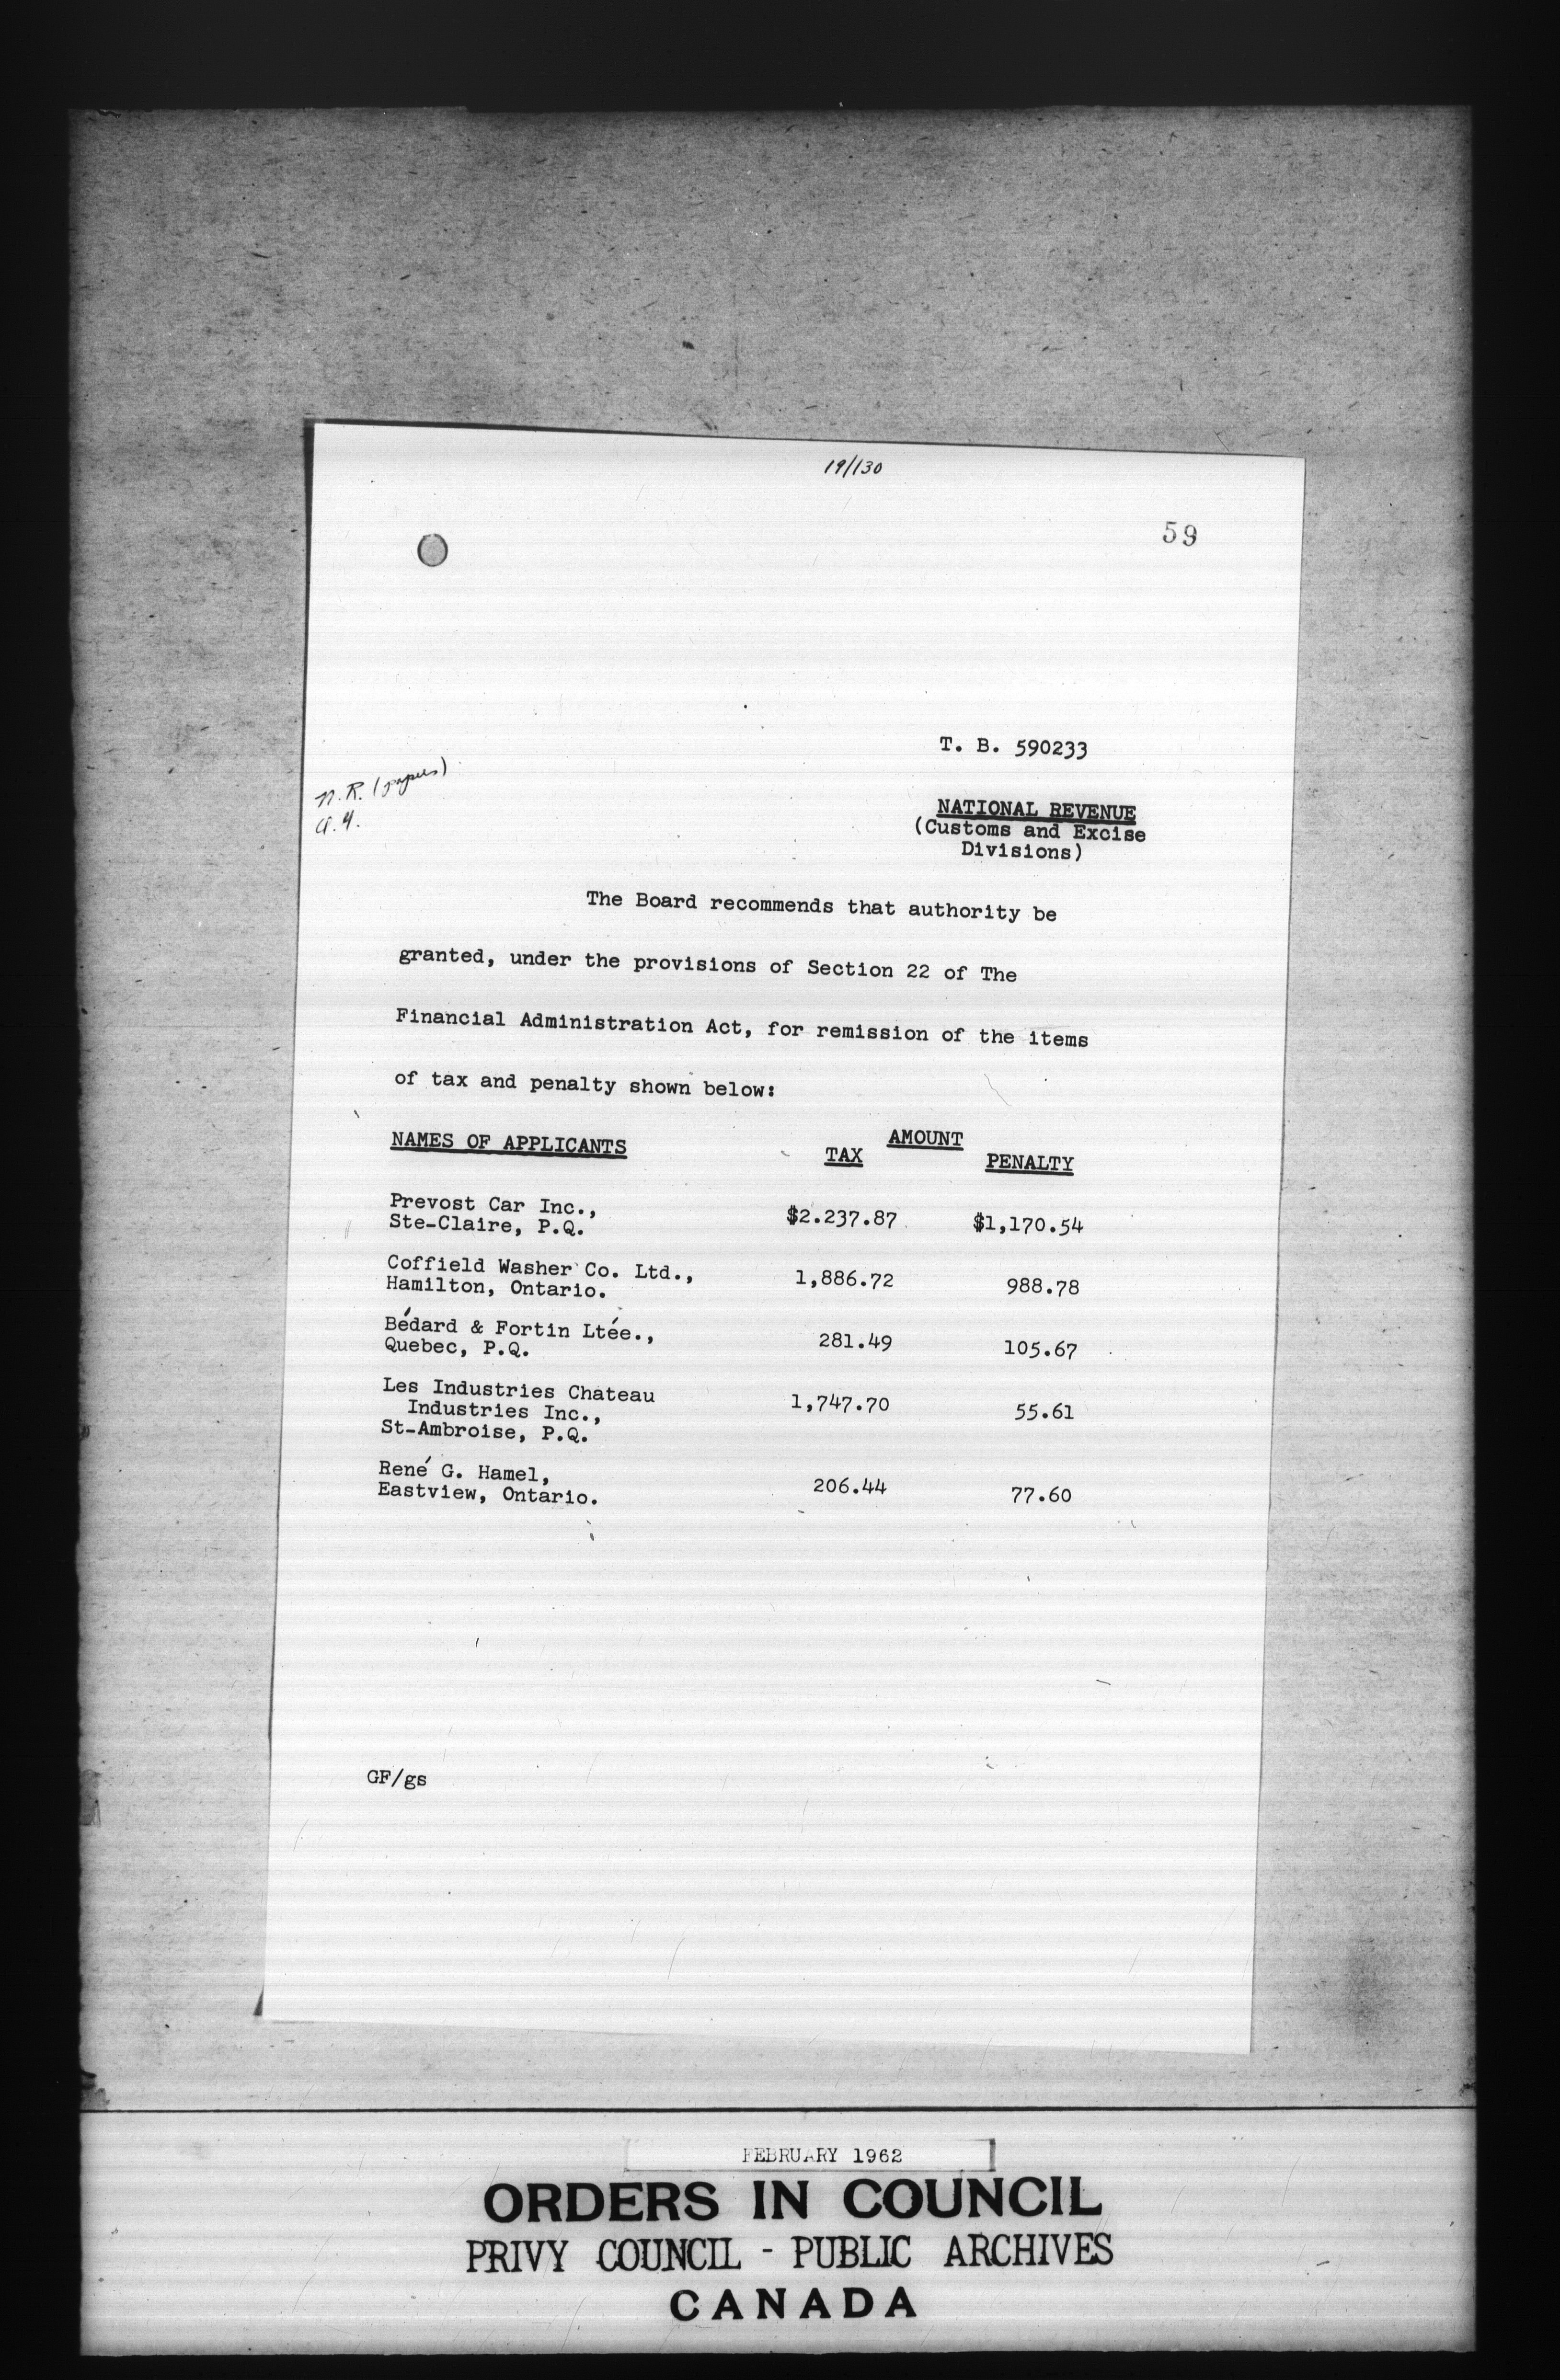 19/130
59
T. B. 590233
N.R. (papers)
NATIONAL REVENUE
(Customs and Excise
Divisions)
The Board recommends that authority be
granted, under the provisions of Section 22 of The
Financial Administration Act, for remission of the items
of tax and penalty shown below:
NAMES OF APPLICANTS AMOUNT
TAX PENALTY
Prevost Car Inc.,
Ste-Claire, P.Q. $2.237.87 $1,170.54
Coffield Washer Co. Ltd.,
Hamilton, Ontario. 1,886.72 988.78
Bédard & Fortin Ltée.,
Quebec, P.Q. 281.49 105.67
Les Industries Chateau
Industries Inc., 1,747.70 55.61
St-Ambroise, P.Q.
René G. Hamel,
Eastview, Ontario. 206.44 77.60
GF/gs
FEBRUARY 1962
ORDERS IN COUNCIL
PRIVY COUNCIL - PUBLIC ARCHIVES
CANADA